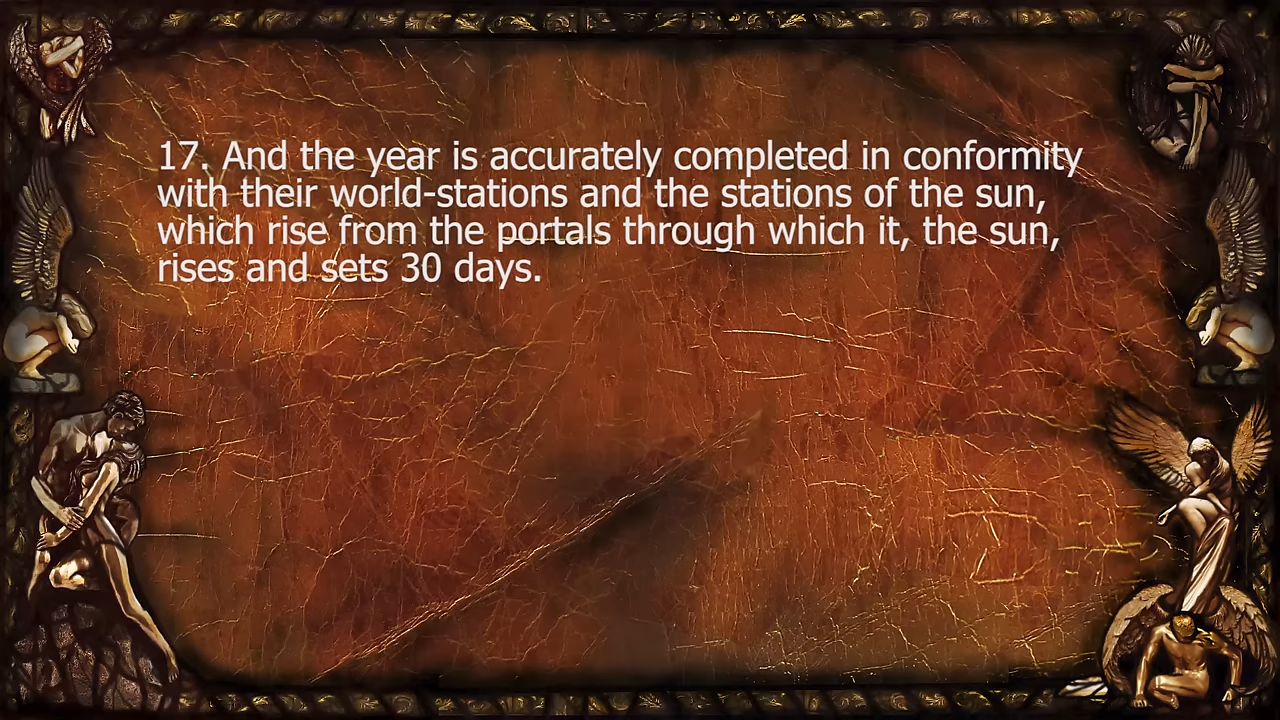 17. And the year is accurately completed in conformity
with their world-stations and the stations of the sun,
which rise from the portals through which it, the sun,
rises and sets 30 days.